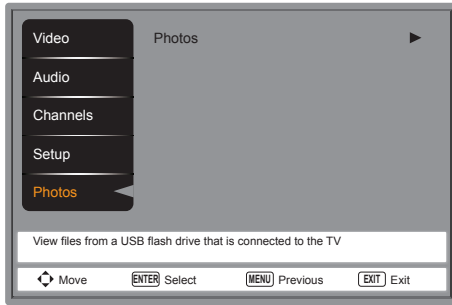 Video
Photos
Audio
Channels
Setup
Photos
View files from a USB flash drive that is connected to the TV
Move ENTER Select MENU Previous EXIT Exit